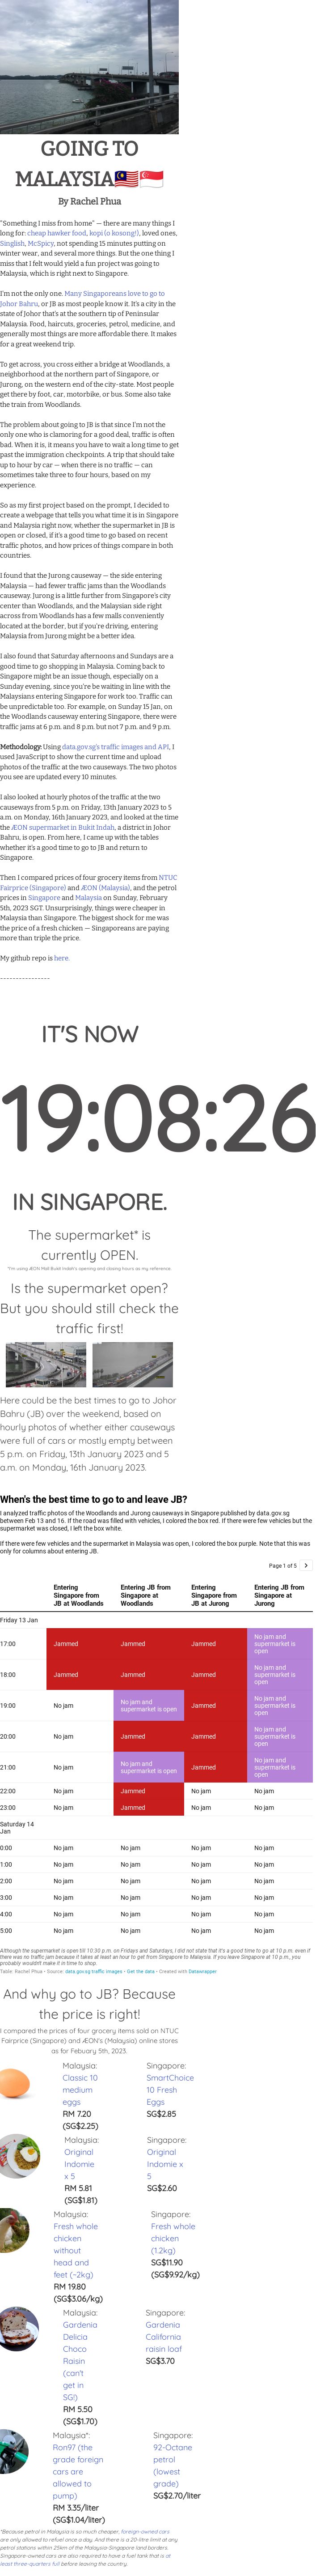 GOING TO
MALAYSIA🇲🇾🇸🇬
By Rachel Phua
"Something I miss from home" — there are many things I
long for: cheap hawker food, kopi (o kosong!), loved ones,
Singlish, McSpicy, not spending 15 minutes putting on
winter wear, and several more things. But the one thing I
miss that I felt would yield a fun project was going to
Malaysia, which is right next to Singapore.
I'm not the only one. Many Singaporeans love to go to
Johor Bahru, or JB as most people know it. It's a city in the
state of Johor that's at the southern tip of Peninsular
Malaysia. Food, haircuts, groceries, petrol, medicine, and
generally most things are more affordable there. It makes
for a great weekend trip.
To get across, you cross either a bridge at Woodlands, a
neighborhood at the northern part of Singapore, or
Jurong, on the western end of the city-state. Most people
get there by foot, car, motorbike, or bus. Some also take
the train from Woodlands.
The problem about going to JB is that since I'm not the
only one who is clamoring for a good deal, traffic is often
bad. When it is, means you have to wait a long time to get
past the immigration checkpoints. A trip that should take
up to hour by car — when there is no traffic — can
sometimes take three to four hours, based on my
experience.
So as my first project based on the prompt, I decided to
create a webpage that tells you what time it is in Singapore
and Malaysia right now, whether the supermarket in JB is
open or closed, if it's a good time to go based on recent
traffic photos, and how prices of things compare in both
countries.
I found that the Jurong causeway — the side entering
Malaysia — had fewer traffic jams than the Woodlands
causeway. Jurong is a little further from Singapore's city
center than Woodlands, and the Malaysian side right
across from Woodlands has a few malls conveniently
located at the border, but if you're driving, entering
Malaysia from Jurong might be a better idea.
I also found that Saturday afternoons and Sundays are a
good time to go shopping in Malaysia. Coming back to
Singapore might be an issue though, especially on a
Sunday evening, since you're be waiting in line with the
Malaysians entering Singapore for work too. Traffic can
be unpredictable too. For example, on Sunday 15 Jan, on
the Woodlands causeway entering Singapore, there were
traffic jams at 6 p.m. and 8 p.m. but not 7 p.m. and 9 p.m.
Methodology: Using data.gov.sg's traffic images and API, I
used JavaScript to show the current time and upload
photos of the traffic at the two causeways. The two photos
you see are updated every 10 minutes.
I also looked at hourly photos of the traffic at the two
causeways from 5 p.m. on Friday, 13th January 2023 to 5
a.m. on Monday, 16th January 2023, and looked at the time
the ÆON supermarket in Bukit Indah, a district in Johor
Bahru, is open. From here, I came up with the times
whether it's a good time to go to JB and return to
Singapore.
Then I compared prices of four grocery items from NTUC
Fairprice (Singapore) and ÆON (Malaysia), and the petrol
prices in Singapore and Malaysia on Sunday, February
5th, 2023 SGT. Unsurprisingly, things were cheaper in
Malaysia than Singapore. The biggest shock for me was
the price of a fresh chicken — Singaporeans are paying
more than triple the price.
My github repo is here.
----------------
IT'S NOW
19:08:26
IN SINGAPORE.
The supermarket* is
currently OPEN.
*I'm using ÆON Mall Bukit Indah's opening and closing hours as my reference.
Is the supermarket open?
But you should still check the
traffic first!
Here could be the best times to go to Johor
Bahru (JB) over the weekend, based on
hourly photos of whether either causeways
were full of cars or mostly empty between
5 p.m. on Friday, 13th January 2023 and 5
a.m. on Monday, 16th January 2023.
When's the best time to go to and leave JB?
I analyzed traffic photos of the Woodlands and Jurong causeways in Singapore published by data.gov.sg
between Feb 13 and 16. If the road was filled with vehicles, I colored the box red. If there were few vehicles but the
supermarket was closed, I left the box white.
If there were few vehicles and the supermarket in Malaysia was open, I colored the box purple. Note that this was
only for columns about entering JB.
Page 1 of 5 >
Entering Singapore from JB at Woodlands Entering JB from Singapore at Woodlands Entering Singapore from JB at Jurong Entering JB from Singapore at Jurong
Friday 13 Jan
17:00 Jammed Jammed Jammed No jam and supermarket is open
18:00 Jammed Jammed Jammed No jam and supermarket is open
19:00 No jam No jam and supermarket is open Jammed No jam and supermarket is open
20:00 No jam Jammed Jammed No jam and supermarket is open
21:00 No jam No jam and supermarket is open Jammed No jam and supermarket is open
22:00 No jam Jammed No jam No jam
23:00 No jam Jammed No jam No jam
Saturday 14 Jan
0:00 No jam No jam No jam No jam
1:00 No jam No jam No jam No jam
2:00 No jam No jam No jam No jam
3:00 No jam No jam No jam No jam
4:00 No jam No jam No jam No jam
5:00 No jam No jam No jam No jam
Although the supermarket is open till 10:30 p.m. on Fridays and Saturdays, I did not state that it's a good time to go at 10 p.m. even if
there was no traffic jam because it takes at least an hour to get from Singapore to Malaysia. If you leave Singapore at 10 p.m., you
probably wouldn't make it in time to shop.
Table: Rachel Phua • Source: data.gov.sg traffic images • Get the data • Created with Datawrapper
And why go to JB? Because
the price is right!
I compared the prices of four grocery items sold on NTUC
Fairprice (Singapore) and ÆON's (Malaysia) online stores
as for Febuary 5th, 2023.
Malaysia:
Classic 10
medium
eggs
RM 7.20
(SG$2.25)
Singapore:
SmartChoice
10 Fresh
Eggs
SG$2.85
Malaysia:
Original
Indomie
x 5
RM 5.81
(SG$1.81)
Singapore:
Original
Indomie x
5
SG$2.60
Malaysia:
Fresh whole
chicken
without
head and
feet (~2kg)
RM 19.80
(SG$3.06/kg)
Singapore:
Fresh whole
chicken
(1.2kg)
SG$11.90
(SG$9.92/kg)
Malaysia:
Gardenia
Delicia
Choco
Raisin
(can't
get in
SG!)
RM 5.50
(SG$1.70)
Singapore:
Gardenia
California
raisin loaf
SG$3.70
Malaysia*:
Ron97 (the
grade foreign
cars are
allowed to
pump)
RM 3.35/liter
(SG$1.04/liter)
Singapore:
92-Octane
petrol
(lowest
grade)
SG$2.70/liter
*Because petrol in Malaysia is so much cheaper, foreign-owned cars
are only allowed to refuel once a day. And there is a 20-litre limit at any
petrol stations within 25km of the Malaysia-Singapore land borders.
Singapore-owned cars are also required to have a fuel tank that is at
least three-quarters full before leaving the country.